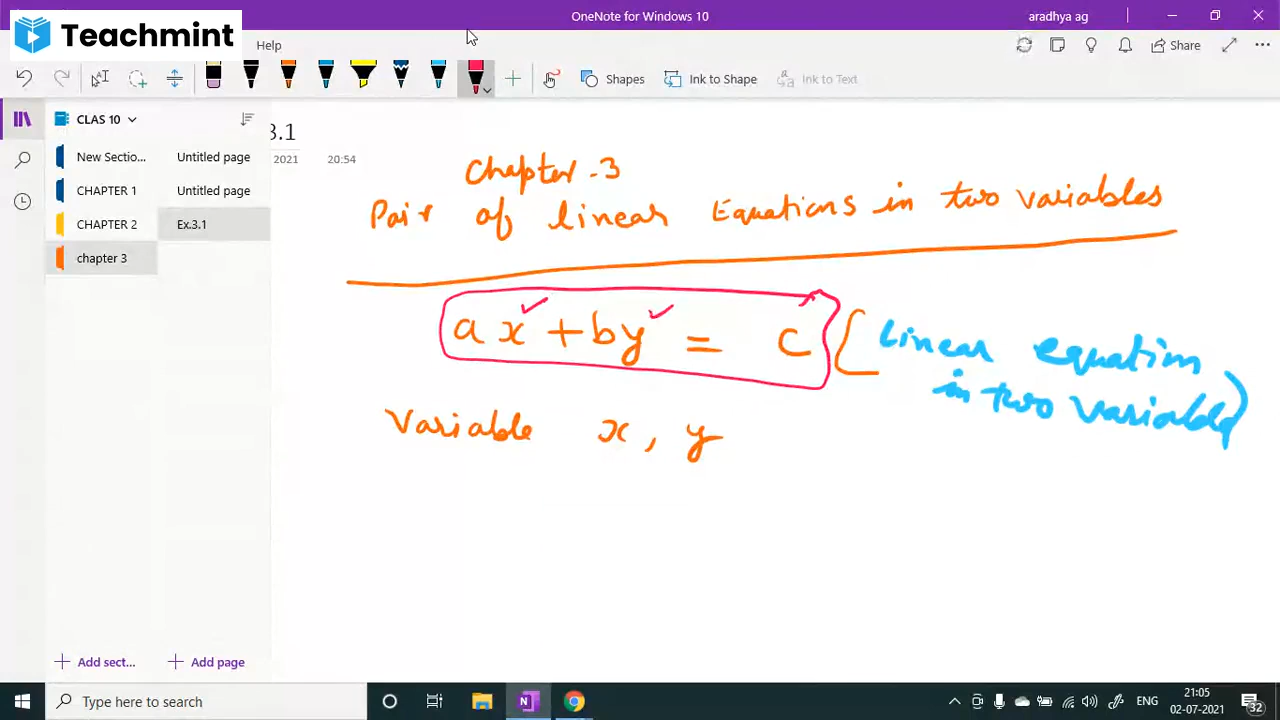 OneNote for Windows 10
aradhya ag
Teachmint
Help
Share
Shapes
Ink to Shape
Ink to Text
CLAS 10
3.1
2021 20:54
New Sectio... Untitled page
CHAPTER 1 Untitled page
CHAPTER 2 Ex.3.1
chapter 3
Chapter -3
Pair of linear Equations in two variables
ax + by = c
(linear equation
in two variable)
Variable x, y
Add sect... Add page
Type here to search
ENG
21:05
02-07-2021
32